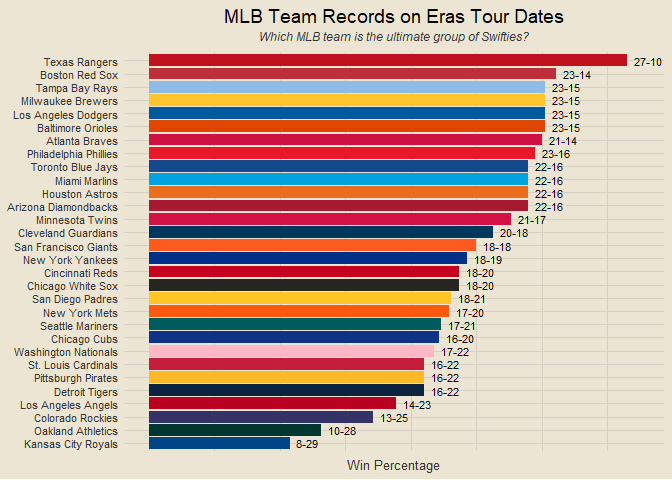 MLB Team Records on Eras Tour Dates
Which MLB team is the ultimate group of Swifties?
Texas Rangers 27-10
Boston Red Sox 23-14
Tampa Bay Rays 23-15
Milwaukee Brewers 23-15
Los Angeles Dodgers 23-15
Baltimore Orioles 23-15
Atlanta Braves 21-14
Philadelphia Phillies 23-16
Toronto Blue Jays 22-16
Miami Marlins 22-16
Houston Astros 22-16
Arizona Diamondbacks 22-16
Minnesota Twins 21-17
Cleveland Guardians 20-18
San Francisco Giants 18-18
New York Yankees 18-19
Cincinnati Reds 18-20
Chicago White Sox 18-20
San Diego Padres 18-21
New York Mets 17-20
Seattle Mariners 17-21
Chicago Cubs 16-20
Washington Nationals 17-22
St. Louis Cardinals 16-22
Pittsburgh Pirates 16-22
Detroit Tigers 16-22
Los Angeles Angels 14-23
Colorado Rockies 13-25
Oakland Athletics 10-28
Kansas City Royals 8-29
Win Percentage